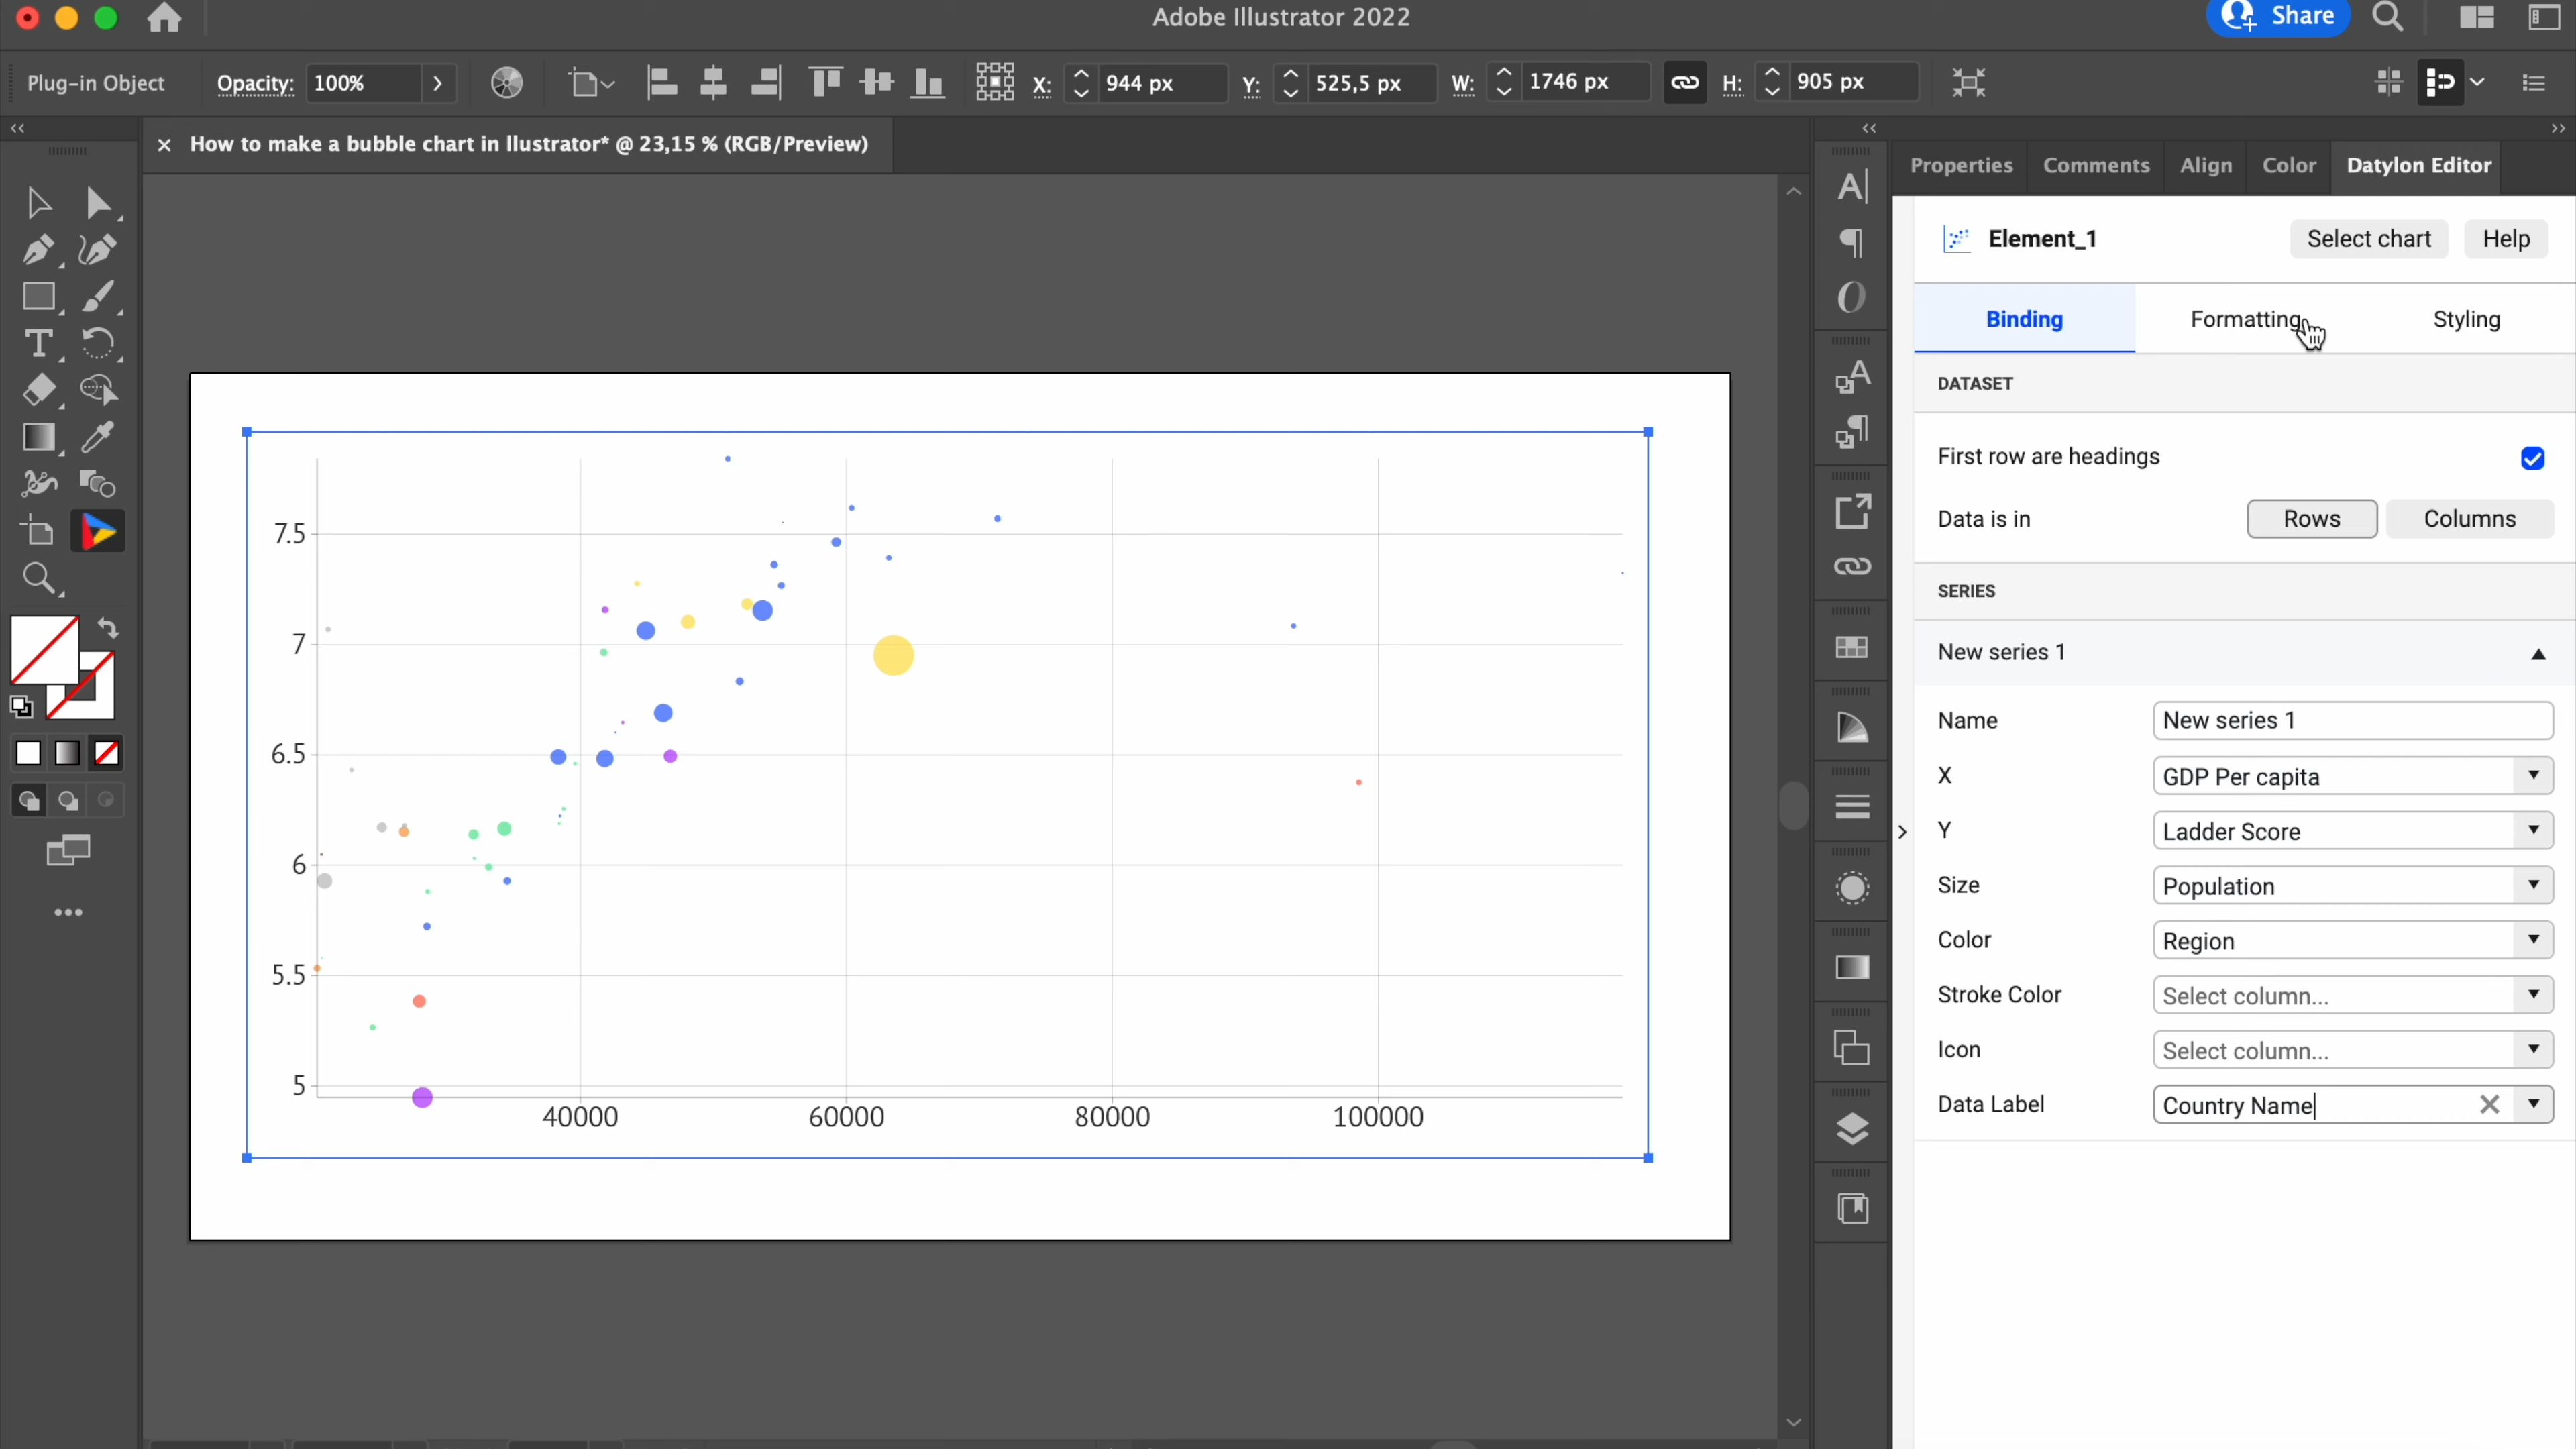 Adobe Illustrator 2022
Share
Plug-in Object
Opacity: 100%
X: 944 px
Y: 525,5 px
W: 1746 px
H: 905 px
How to make a bubble chart in Ilustrator* @ 23,15 % (RGB/Preview)
Properties Comments Align Color Datylon Editor
Element_1
Select chart
Help
Binding Formatting Styling
DATASET
First row are headings
Data is in Rows Columns
SERIES
New series 1
Name New series 1
X GDP Per capita
Y Ladder Score
Size Population
Color Region
Stroke Color Select column...
Icon Select column...
Data Label Country Name
7.5
7
6.5
6
5.5
5
40000 60000 80000 100000